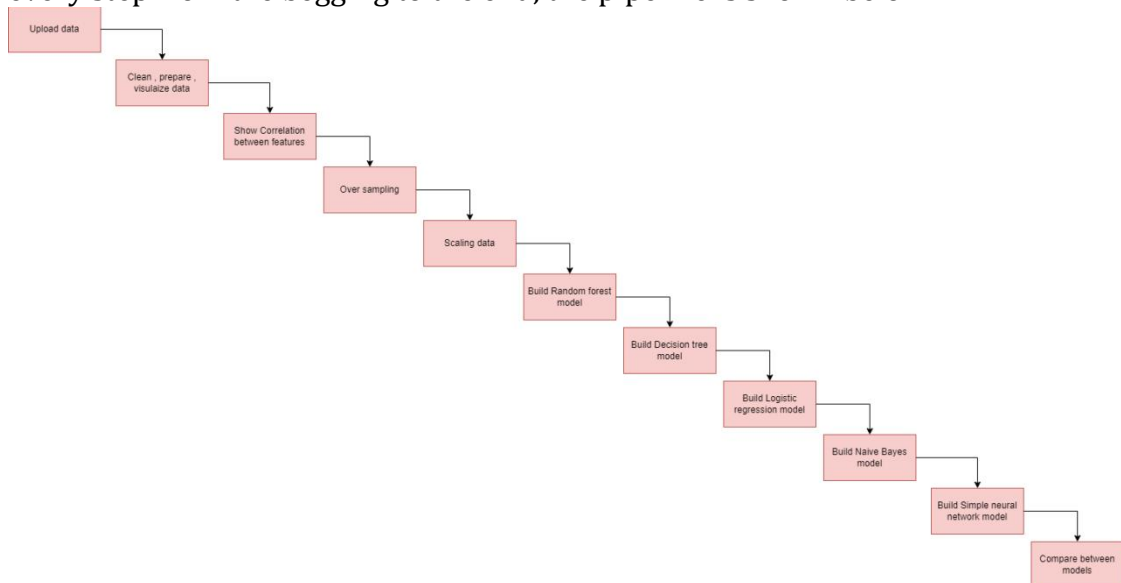 Upload data
Clean , prepare ,
visulaize data
Show Correlation
between features
Over sampling
Scaling data
Build Random forest
model
Build Decision tree
model
Build Logistic
regression model
Build Naive Bayes
model
Build Simple neural
network model
Compare between
models